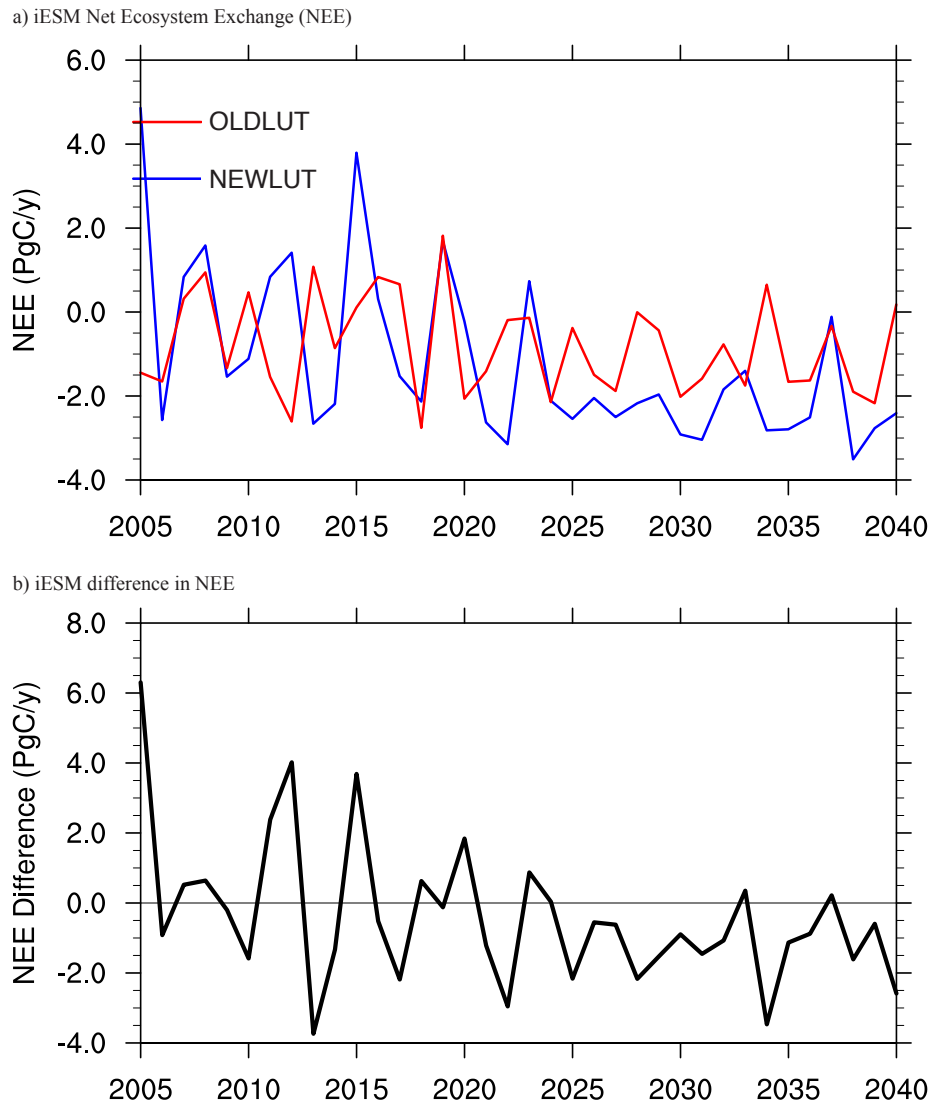 a) iESM Net Ecosystem Exchange (NEE)
6.0
OLDLUT
4.0
NEWLUT
2.0
NEE (PgC/y)
0.0
-2.0
-4.0
2005 2010 2015 2020 2025 2030 2035 2040
b) iESM difference in NEE
8.0
6.0
4.0
2.0
NEE Difference (PgC/y)
0.0
-2.0
-4.0
2005 2010 2015 2020 2025 2030 2035 2040